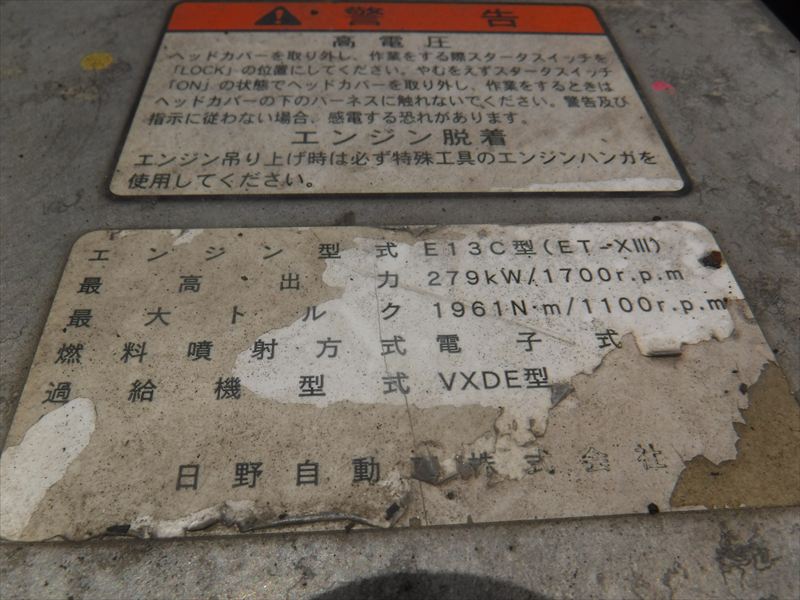 警告
高電圧
ヘッドカバーを取り外し、作業をする際スタータスイッチを
「LOCK」の位置にしてください。やむをえずスタータスイッチ
「ON」の状態でヘッドカバーを取り外し、作業をするときは
ヘッドカバーの下のハーネスに触れないでください。警告及び
指示に従わない場合、感電する恐れがあります。
エンジン脱着
エンジン吊り上げ時は必ず特殊工具のエンジンハンガを
使用してください。
エンジン型式 E13C型(ET-XIII)
最高出力 279kW/1700r.p.m
最大トルク 1961N·m/1100r.p.m
燃料噴射方式 電子式
過給機型式 VXDE型
日野自動車株式会社